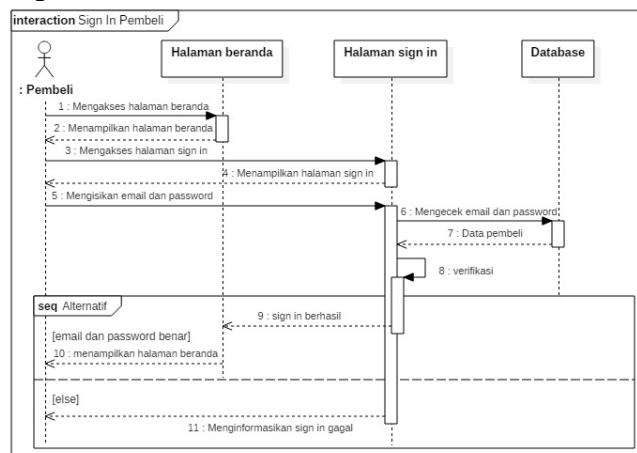 interaction Sign In Pembeli
Halaman beranda
Halaman sign in
Database
: Pembeli
1 : Mengakses halaman beranda
2 : Menampilkan halaman beranda
3 : Mengakses halaman sign in
4 : Menampilkan halaman sign in
5 : Mengisikan email dan password
6 : Mengecek email dan password
7 : Data pembeli
8 : verifikasi
seq Alternatif
9 : sign in berhasil
[email dan password benar]
10 : menampilkan halaman beranda
[else]
11 : Menginformasikan sign in gagal